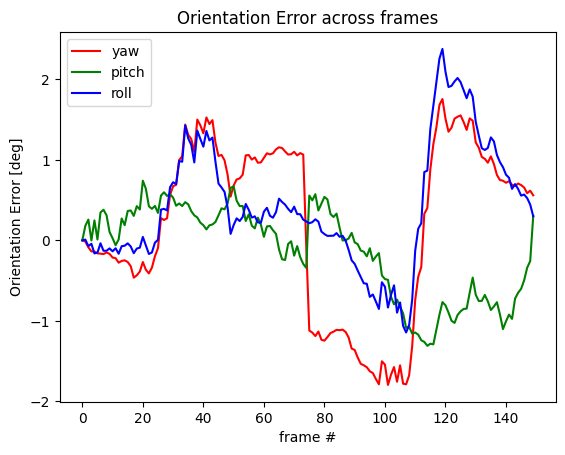 Orientation Error across frames
yaw
pitch
roll
Orientation Error [deg]
2
1
0
−1
−2
0 20 40 60 80 100 120 140
frame #